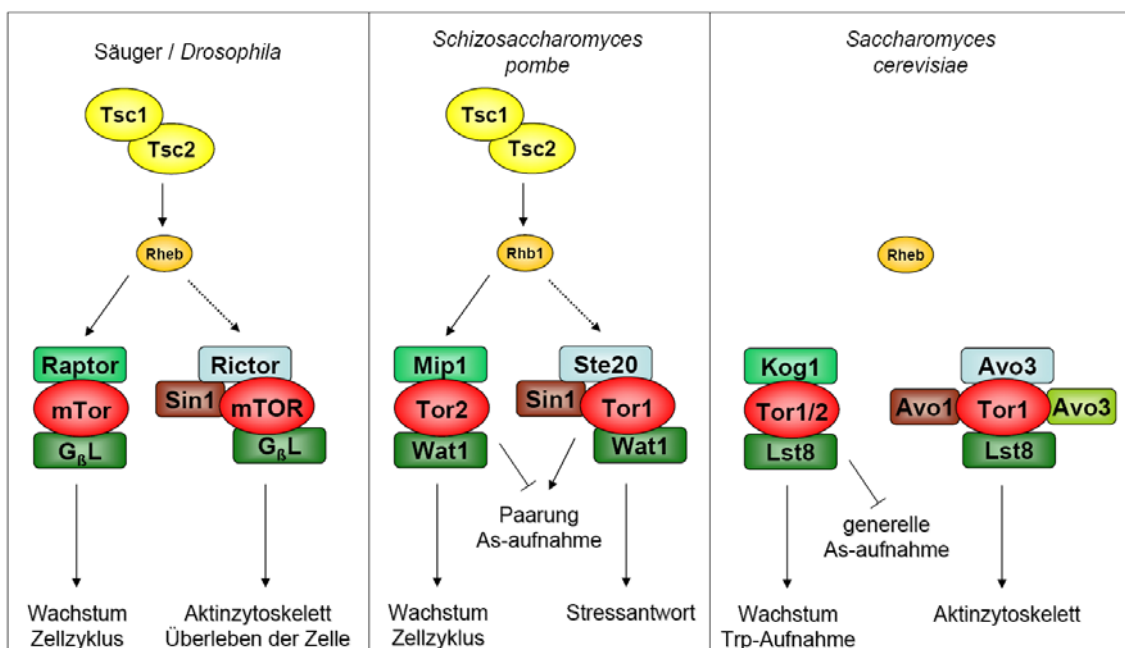 Säuger / Drosophila
Tsc1
Tsc2
Rheb
Raptor
mTor
GßL
Rictor
Sin1
mTOR
GßL
Wachstum
Zellzyklus
Aktinzytoskelett
Überleben der Zelle
Schizosaccharomyces
pombe
Tsc1
Tsc2
Rhb1
Mip1
Tor2
Wat1
Ste20
Sin1
Tor1
Wat1
Paarung
As-aufnahme
Wachstum
Zellzyklus
Stressantwort
Saccharomyces
cerevisiae
Rheb
Kog1
Tor1/2
Lst8
Avo3
Avo1
Tor1
Avo3
Lst8
generelle
As-aufnahme
Wachstum
Trp-Aufnahme
Aktinzytoskelett